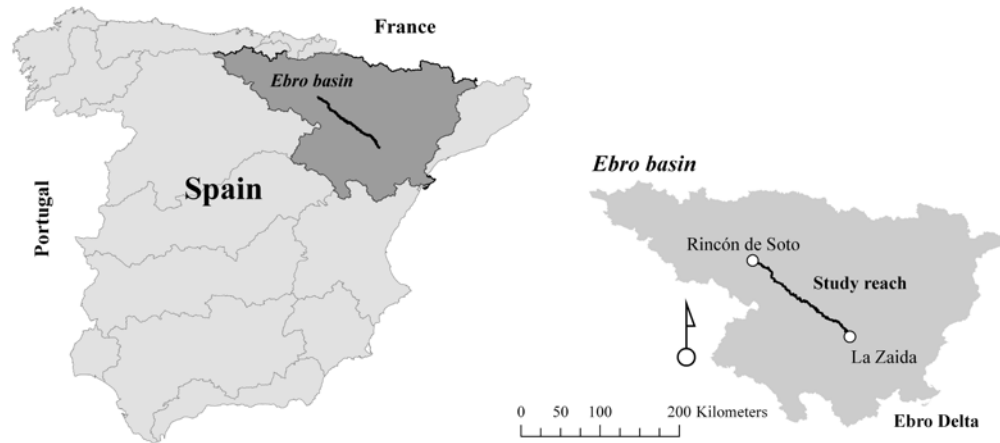 France
Ebro basin
Spain
Portugal
Ebro basin
Rincón de Soto
Study reach
La Zaida
0 50 100 200 Kilometers
Ebro Delta